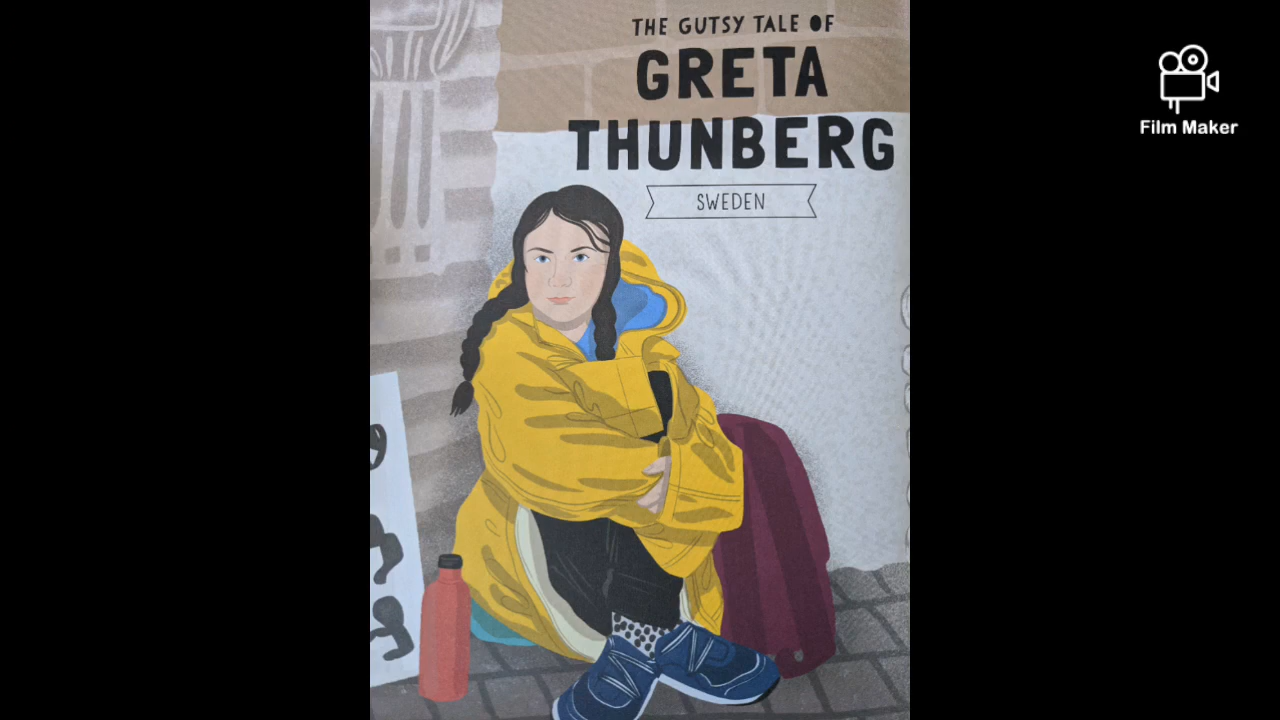 THE GUTSY TALE OF
GRETA
THUNBERG
SWEDEN
Film Maker